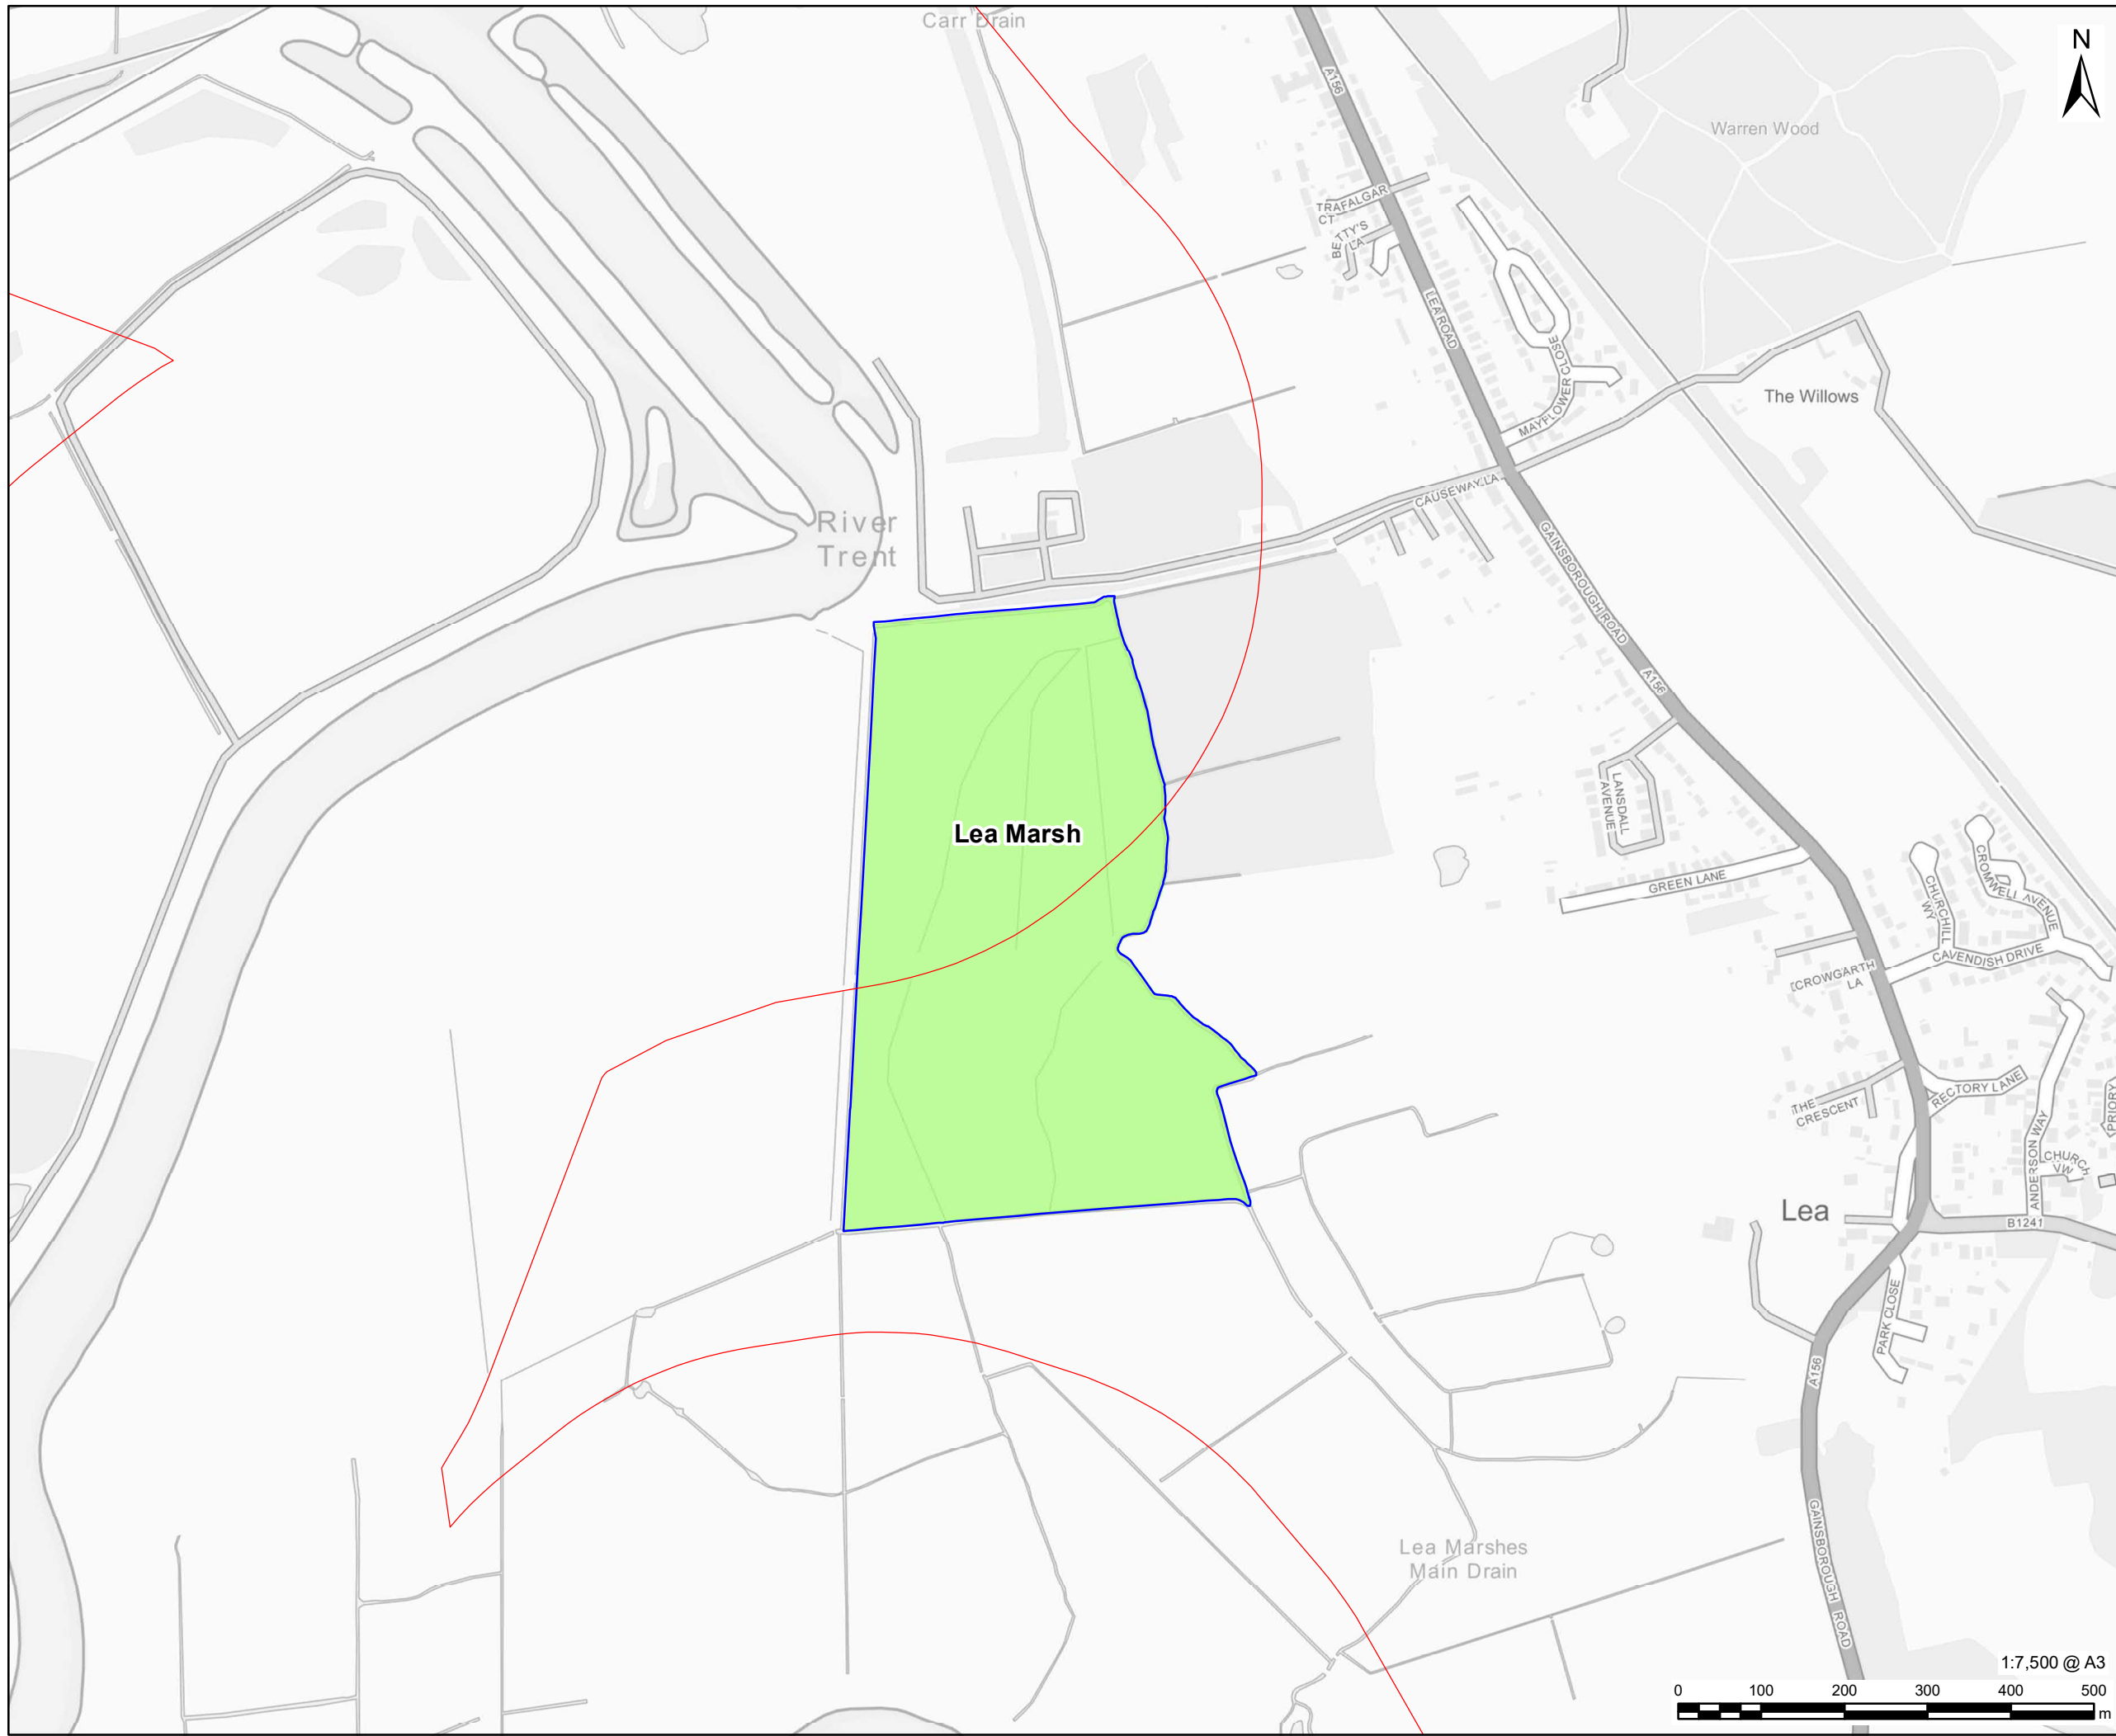 Carr Brain
N
A156
Warren Wood
TRAFALGAR
CT
BETTY'S
LA
LEA ROAD
MAYFLOWER CLOSE
The Willows
CAUSEWAY LA
River
Trent
GAINSBOROUGH ROAD
A156
LANSDALL
AVENUE
Lea Marsh
GREEN LANE
CHURCHILL
WY
CROMWELL AVENUE
CAVENDISH DRIVE
CROWGARTH
LA
THE
CRESCENT
RECTORY LANE
ANDERSON WAY
PRIORY
CHURCH
VW
Lea
B1241
PARK CLOSE
A156
GAINSBOROUGH ROAD
Lea Marshes
Main Drain
1:7,500 @ A3
0 100 200 300 400 500
m